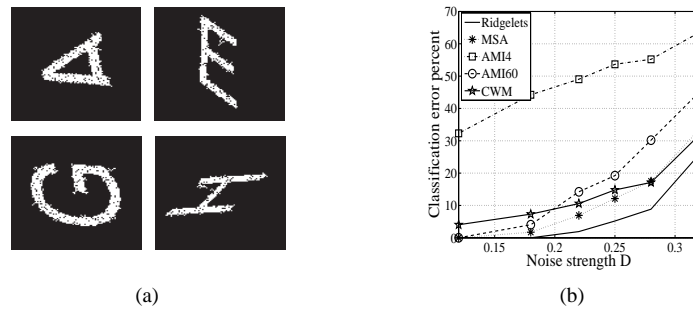 A
E
G
H
Classification error percent
70
60
50
40
30
20
10
0
Ridgelets
MSA
AMI4
AMI60
CWM
0.15
0.2
0.25
0.3
Noise strength D
(a)
(b)